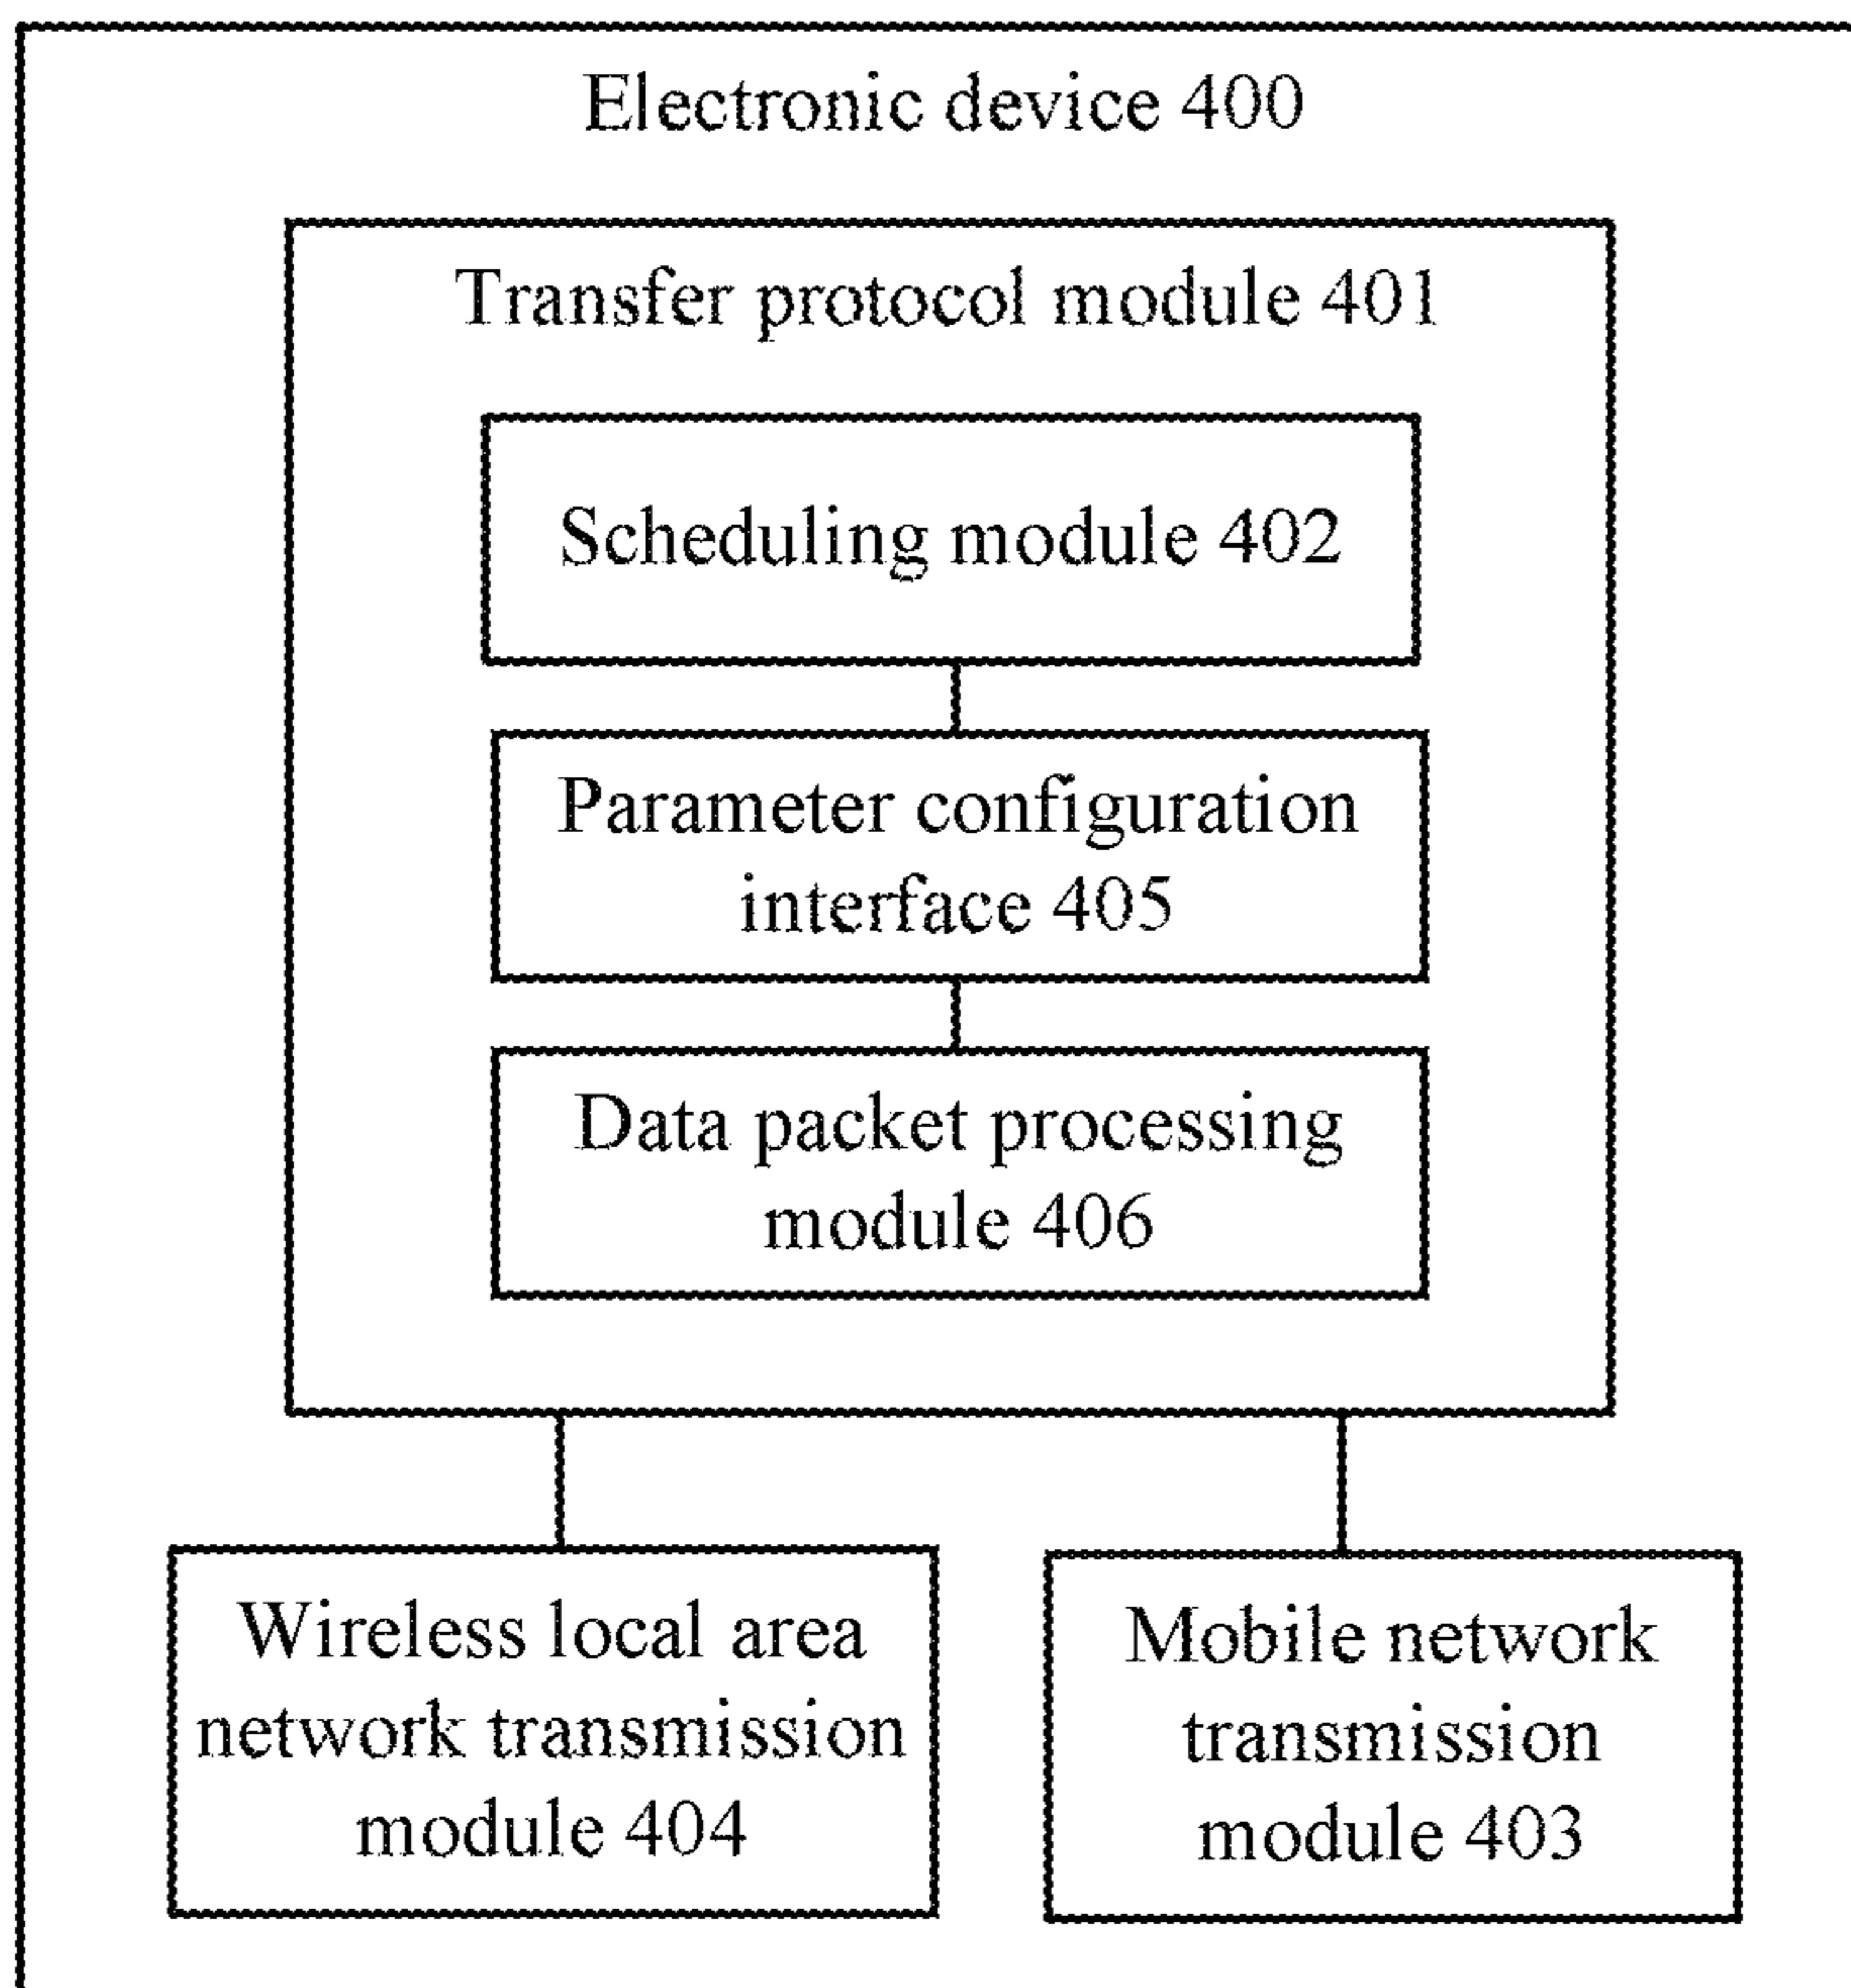 Electronic device 400
Transfer protocol module 401
Scheduling module 402
Parameter configuration
interface 405
Data packet processing
module 406
Wireless local area
network transmission
module 404
Mobile network
transmission
module 403